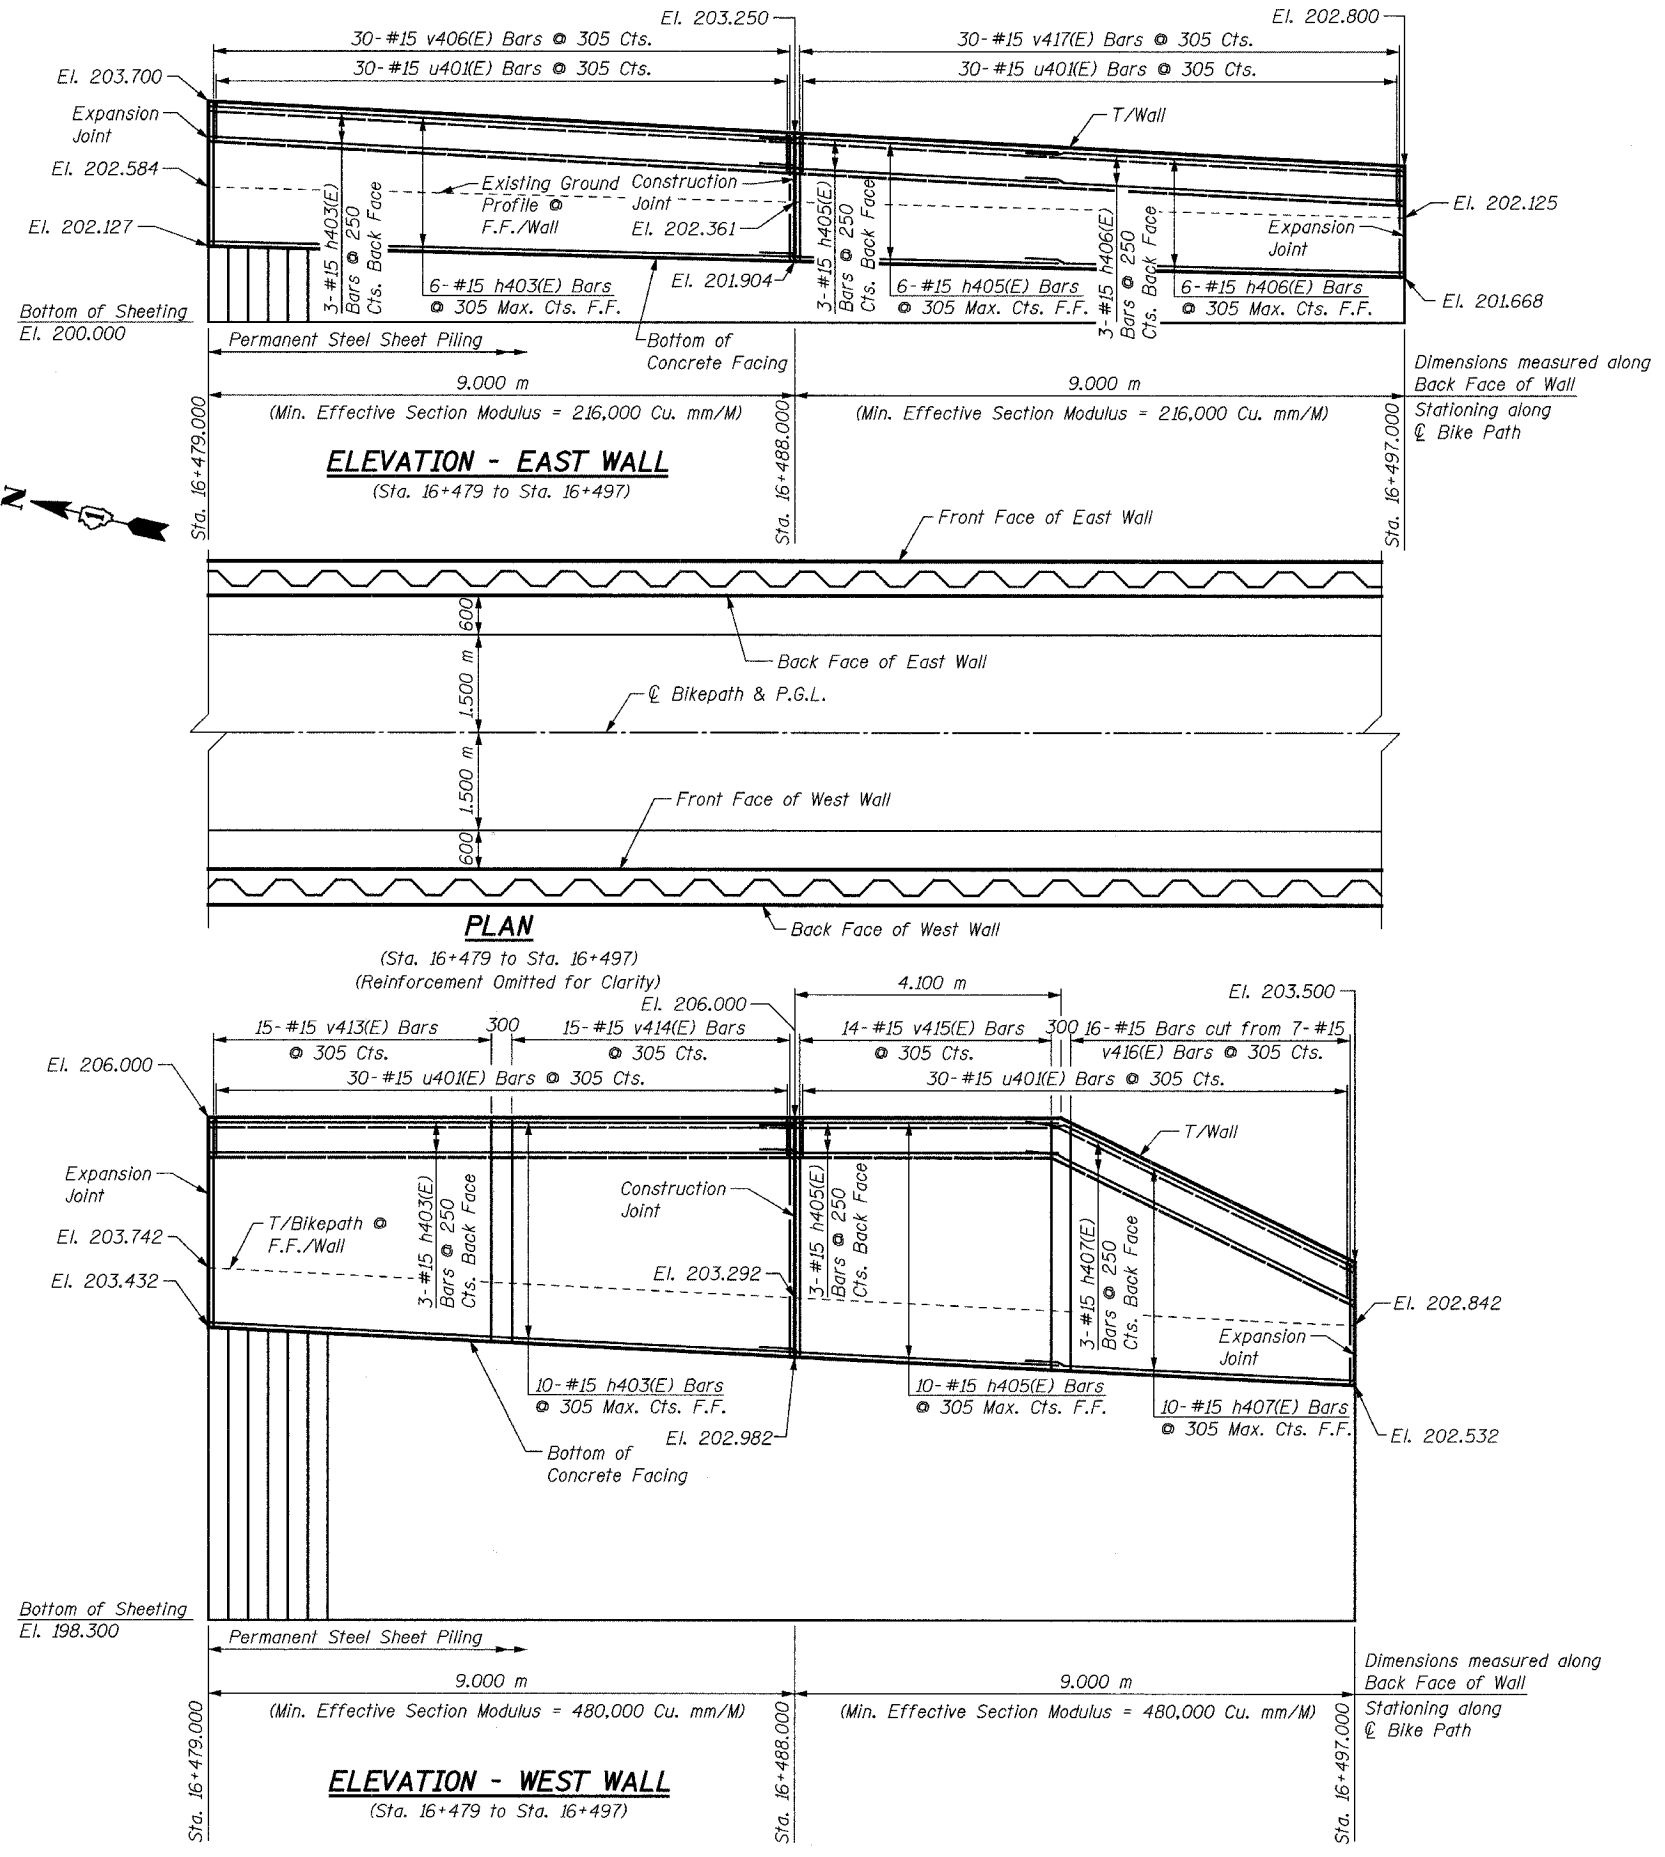 El. 203.250
El. 202.800
30-#15 v406(E) Bars @ 305 Cts.
30-#15 v417(E) Bars @ 305 Cts.
El. 203.700
30-#15 u401(E) Bars @ 305 Cts.
30-#15 u401(E) Bars @ 305 Cts.
Expansion
Joint
T/Wall
El. 202.584
Existing Ground
Profile @
F.F./Wall
Construction
Joint
El. 202.361
El. 202.125
Expansion
Joint
El. 202.127
3-#15 h403(E)
Bars @ 250
Cts. Back Face
3-#15 h405(E)
Bars @ 250
Cts. Back Face
3-#15 h406(E)
Bars @ 250
Cts. Back Face
El. 201.904
6-#15 h403(E) Bars
@ 305 Max. Cts. F.F.
6-#15 h405(E) Bars
@ 305 Max. Cts. F.F.
6-#15 h406(E) Bars
@ 305 Max. Cts. F.F.
El. 201.668
Bottom of Sheeting
El. 200.000
Permanent Steel Sheet Piling
Bottom of
Concrete Facing
Dimensions measured along
Back Face of Wall
Stationing along
℄ Bike Path
9.000 m
9.000 m
(Min. Effective Section Modulus = 216,000 Cu. mm/M)
(Min. Effective Section Modulus = 216,000 Cu. mm/M)
Sta. 16+479.000
Sta. 16+488.000
Sta. 16+497.000
ELEVATION - EAST WALL
(Sta. 16+479 to Sta. 16+497)
N
1
Front Face of East Wall
600
Back Face of East Wall
1.500 m
℄ Bikepath & P.G.L.
1.500 m
Front Face of West Wall
600
PLAN
Back Face of West Wall
(Sta. 16+479 to Sta. 16+497)
(Reinforcement Omitted for Clarity)
4.100 m
El. 206.000
El. 203.500
15-#15 v413(E) Bars
@ 305 Cts.
300
15-#15 v414(E) Bars
@ 305 Cts.
14-#15 v415(E) Bars
@ 305 Cts.
300
16-#15 Bars cut from 7-#15
v416(E) Bars @ 305 Cts.
El. 206.000
30-#15 u401(E) Bars @ 305 Cts.
30-#15 u401(E) Bars @ 305 Cts.
T/Wall
Expansion
Joint
3-#15 h403(E)
Bars @ 250
Cts. Back Face
Construction
Joint
3-#15 h405(E)
Bars @ 250
Cts. Back Face
3-#15 h407(E)
Bars @ 250
Cts. Back Face
T/Bikepath @
F.F./Wall
El. 203.742
El. 203.432
El. 203.292
El. 202.842
Expansion
Joint
10-#15 h403(E) Bars
@ 305 Max. Cts. F.F.
10-#15 h405(E) Bars
@ 305 Max. Cts. F.F.
10-#15 h407(E) Bars
@ 305 Max. Cts. F.F.
El. 202.982
El. 202.532
Bottom of
Concrete Facing
Bottom of Sheeting
El. 198.300
Permanent Steel Sheet Piling
Dimensions measured along
Back Face of Wall
Stationing along
℄ Bike Path
9.000 m
9.000 m
(Min. Effective Section Modulus = 480,000 Cu. mm/M)
(Min. Effective Section Modulus = 480,000 Cu. mm/M)
Sta. 16+479.000
Sta. 16+488.000
Sta. 16+497.000
ELEVATION - WEST WALL
(Sta. 16+479 to Sta. 16+497)